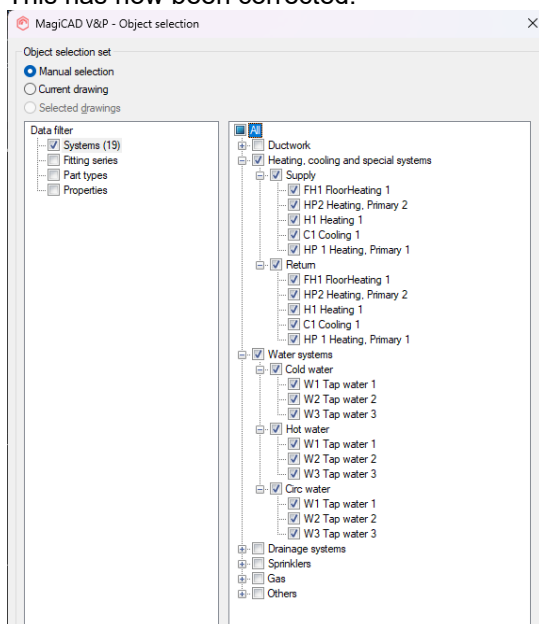 This has now been corrected.
MagiCAD V&P - Object selection
Object selection set
Manual selection
Current drawing
Selected drawings
Data filter
Systems (19)
Fitting series
Part types
Properties
All
Ductwork
Heating, cooling and special systems
Supply
FH1 FloorHeating 1
HP2 Heating, Primary 2
H1 Heating 1
C1 Cooling 1
HP 1 Heating, Primary 1
Return
FH1 FloorHeating 1
HP2 Heating, Primary 2
H1 Heating 1
C1 Cooling 1
HP 1 Heating, Primary 1
Water systems
Cold water
W1 Tap water 1
W2 Tap water 2
W3 Tap water 3
Hot water
W1 Tap water 1
W2 Tap water 2
W3 Tap water 3
Circ water
W1 Tap water 1
W2 Tap water 2
W3 Tap water 3
Drainage systems
Sprinklers
Gas
Others